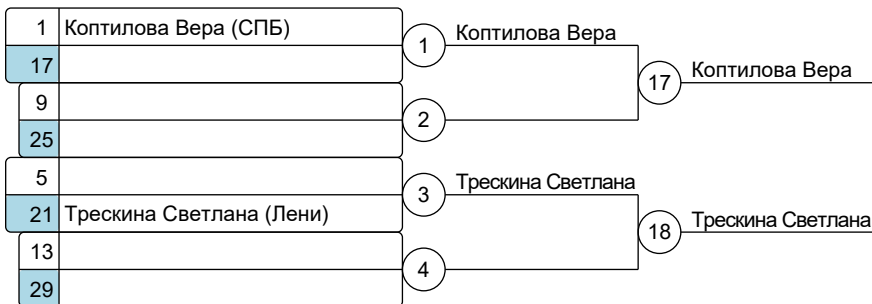 1 Коптилова Вера (СПБ)
17
1 Коптилова Вера
9
25
2
17 Коптилова Вера
5
21 Трескина Светлана (Лени)
3 Трескина Светлана
13
29
4
18 Трескина Светлана